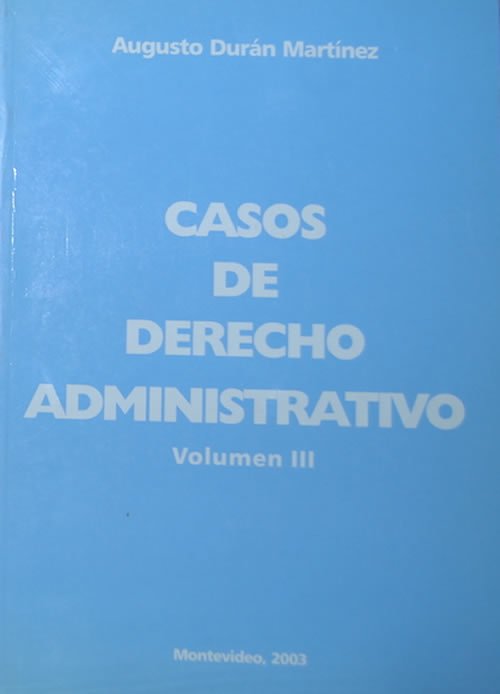 Augusto Durán Martínez
CASOS
DE
DERECHO
ADMINISTRATIVO
Volumen III
Montevideo, 2003